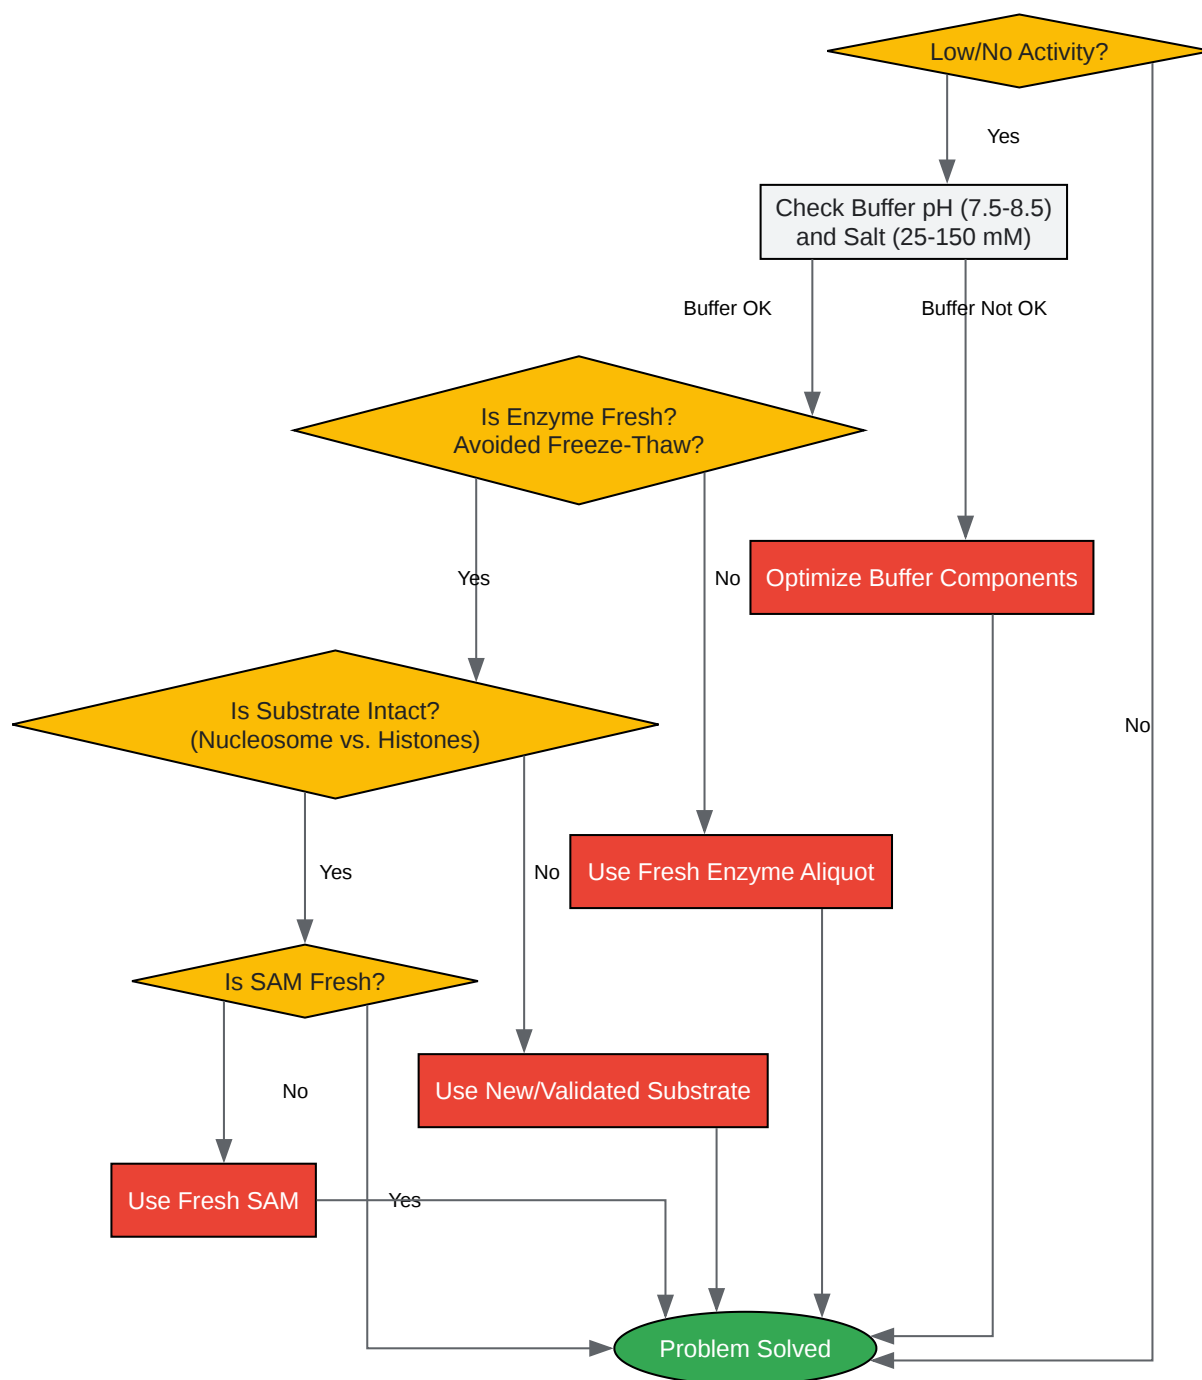 Low/No Activity?
Yes
Check Buffer pH (7.5-8.5)
and Salt (25-150 mM)
Buffer OK
Buffer Not OK
Is Enzyme Fresh?
Avoided Freeze-Thaw?
Yes
No
Optimize Buffer Components
Is Substrate Intact?
(Nucleosome vs. Histones)
No
Yes
No
Use Fresh Enzyme Aliquot
Is SAM Fresh?
No
Use New/Validated Substrate
Use Fresh SAM
Yes
Problem Solved